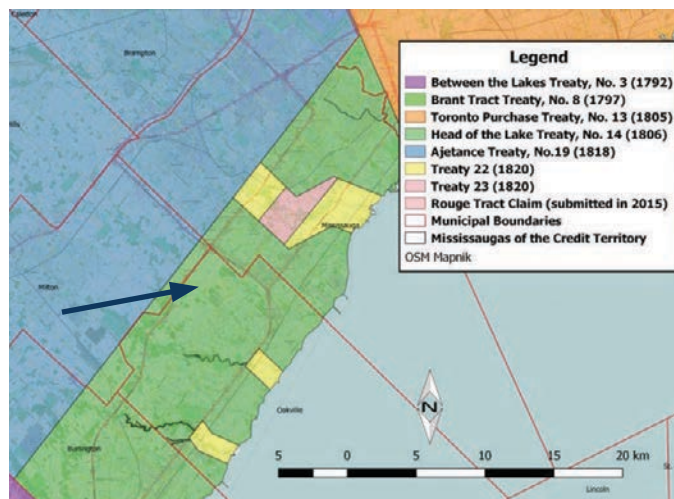 Brampton
Legend
Between the Lakes Treaty, No. 3 (1792)
Brant Tract Treaty, No. 8 (1797)
Toronto Purchase Treaty, No. 13 (1805)
Head of the Lake Treaty, No. 14 (1806)
Ajetance Treaty, No.19 (1818)
Treaty 22 (1820)
Treaty 23 (1820)
Rouge Tract Claim (submitted in 2015)
Municipal Boundaries
Mississaugas of the Credit Territory
OSM Mapnik
Mississauga
Milton
Oakville
Burlington
N
5 0 5 10 15 20 km
Lincoln
St.